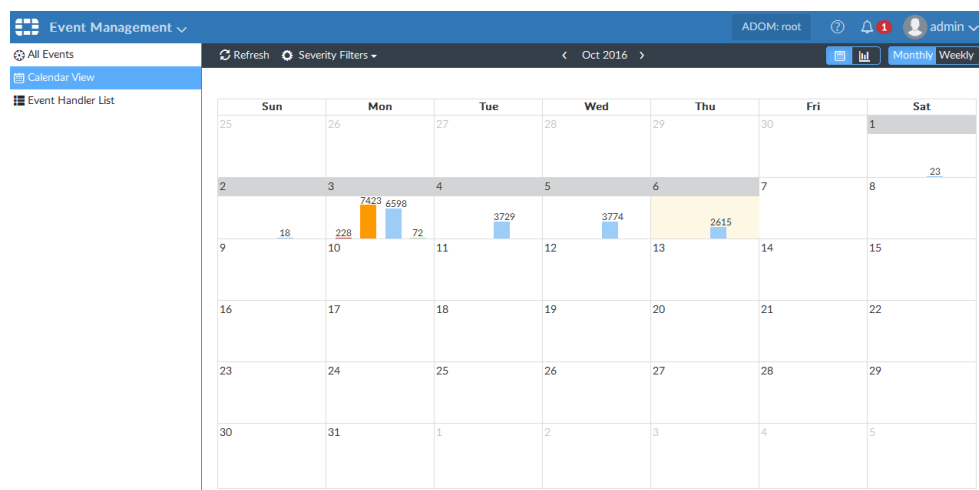 Event Management ADOM: root ? 1 admin
All Events Refresh Severity Filters Oct 2016 Monthly Weekly
Calendar View
Event Handler List
Sun Mon Tue Wed Thu Fri Sat
25 26 27 28 29 30 1
23
2 3 4 5 6 7 8
18 228 7423 6598 72 3729 3774 2615
9 10 11 12 13 14 15
16 17 18 19 20 21 22
23 24 25 26 27 28 29
30 31 1 2 3 4 5